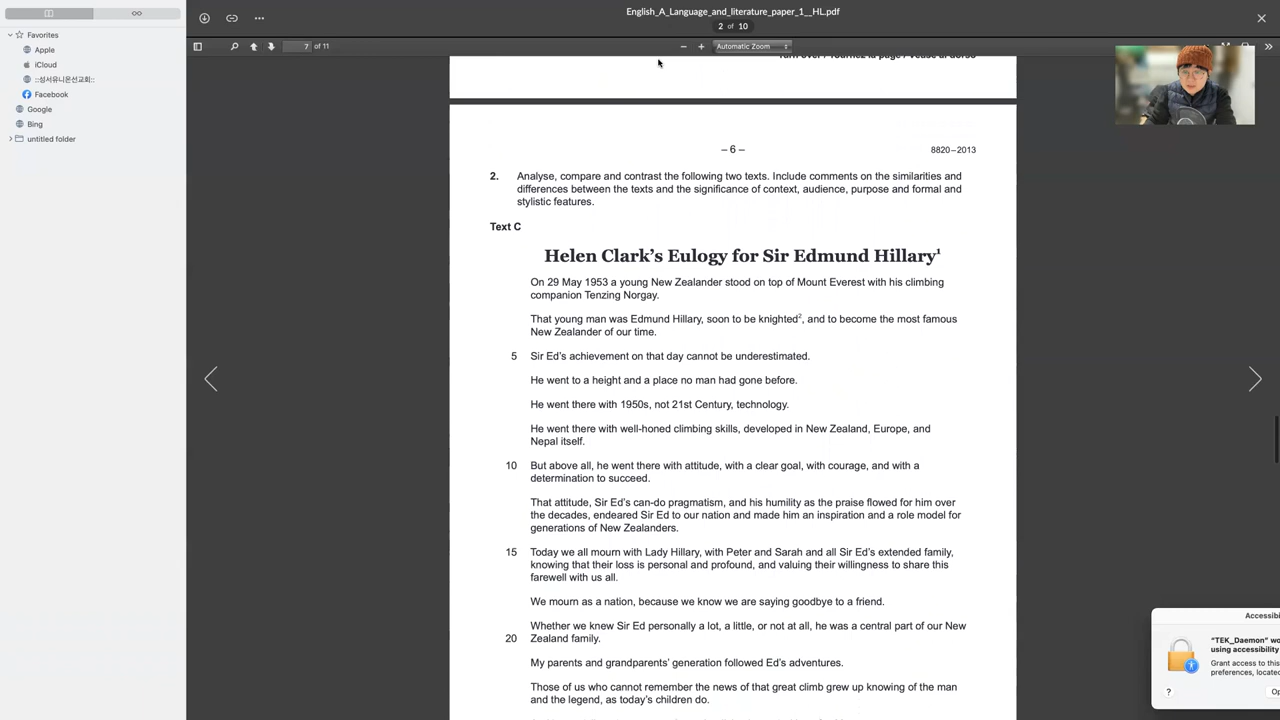 English_A_Language_and_literature_paper_1__HL.pdf
2 of 10
7 of 11
Automatic Zoom
Favorites
Apple
iCloud
::성서유니온선교회::
Facebook
Google
Bing
untitled folder
Turn over / Tournez la page / Véase al dorso
– 6 –
8820–2013
2. Analyse, compare and contrast the following two texts. Include comments on the similarities and
differences between the texts and the significance of context, audience, purpose and formal and
stylistic features.
Text C
Helen Clark's Eulogy for Sir Edmund Hillary¹
On 29 May 1953 a young New Zealander stood on top of Mount Everest with his climbing
companion Tenzing Norgay.
That young man was Edmund Hillary, soon to be knighted², and to become the most famous
New Zealander of our time.
5 Sir Ed's achievement on that day cannot be underestimated.
He went to a height and a place no man had gone before.
He went there with 1950s, not 21st Century, technology.
He went there with well-honed climbing skills, developed in New Zealand, Europe, and
Nepal itself.
10 But above all, he went there with attitude, with a clear goal, with courage, and with a
determination to succeed.
That attitude, Sir Ed's can-do pragmatism, and his humility as the praise flowed for him over
the decades, endeared Sir Ed to our nation and made him an inspiration and a role model for
generations of New Zealanders.
15 Today we all mourn with Lady Hillary, with Peter and Sarah and all Sir Ed's extended family,
knowing that their loss is personal and profound, and valuing their willingness to share this
farewell with us all.
We mourn as a nation, because we know we are saying goodbye to a friend.
Whether we knew Sir Ed personally a lot, a little, or not at all, he was a central part of our New
20 Zealand family.
My parents and grandparents' generation followed Ed's adventures.
Those of us who cannot remember the news of that great climb grew up knowing of the man
and the legend, as today's children do.
Accessibi
"TEK_Daemon" wo
using accessibility
Grant access to this
preferences, locate
?
Op